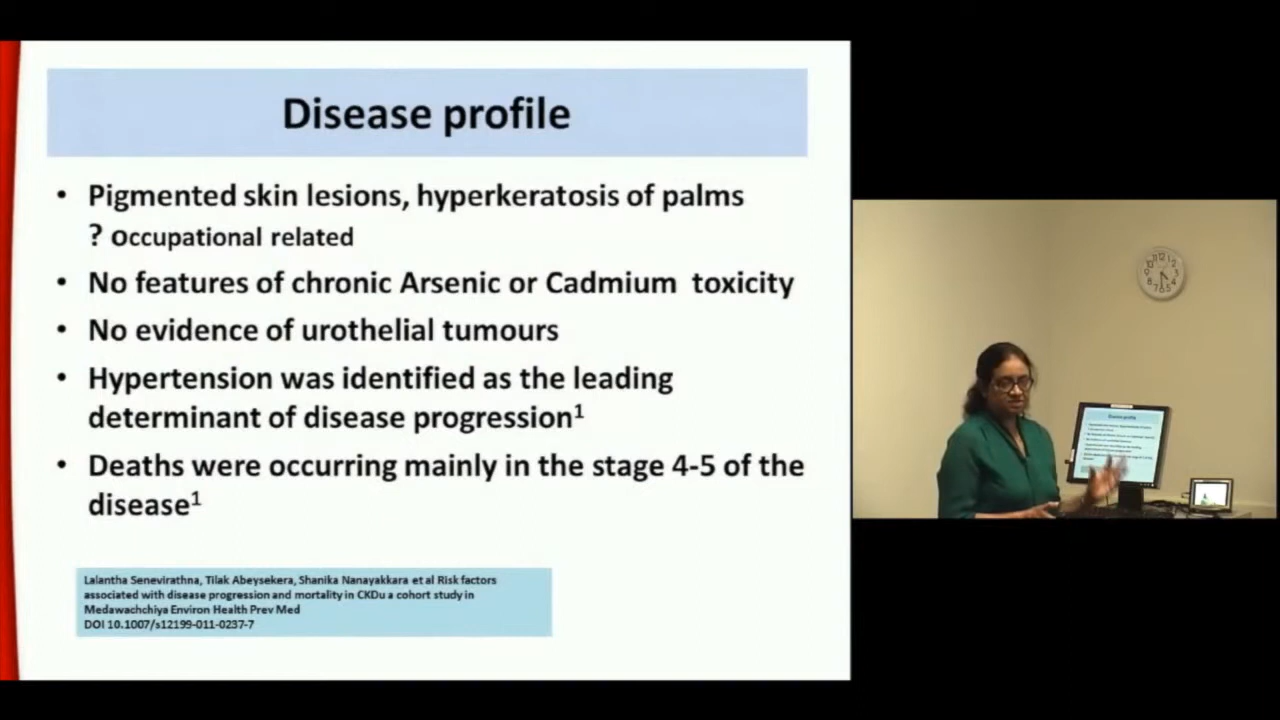 Disease profile
• Pigmented skin lesions, hyperkeratosis of palms
? Occupational related
• No features of chronic Arsenic or Cadmium toxicity
• No evidence of urothelial tumours
• Hypertension was identified as the leading
determinant of disease progression¹
• Deaths were occurring mainly in the stage 4-5 of the
disease¹
Lalantha Senevirathna, Tilak Abeysekera, Shanika Nanayakkara et al Risk factors
associated with disease progression and mortality in CKDu a cohort study in
Medawachchiya Environ Health Prev Med
DOI 10.1007/s12199-011-0237-7
Disease profile